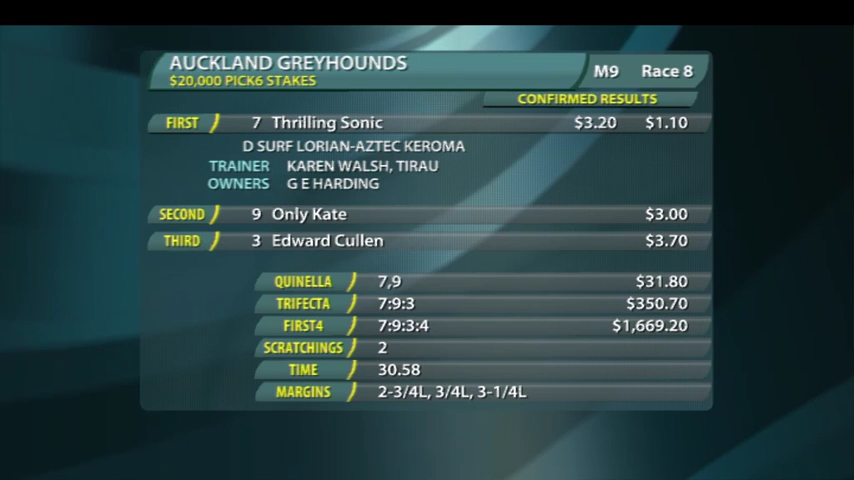 AUCKLAND GREYHOUNDS
$20,000 PICK6 STAKES
M9 Race 8
CONFIRMED RESULTS
FIRST 7 Thrilling Sonic $3.20 $1.10
D SURF LORIAN-AZTEC KEROMA
TRAINER KAREN WALSH, TIRAU
OWNERS G E HARDING
SECOND 9 Only Kate $3.00
THIRD 3 Edward Cullen $3.70
QUINELLA 7,9 $31.80
TRIFECTA 7:9:3 $350.70
FIRST4 7:9:3:4 $1,669.20
SCRATCHINGS 2
TIME 30.58
MARGINS 2-3/4L, 3/4L, 3-1/4L